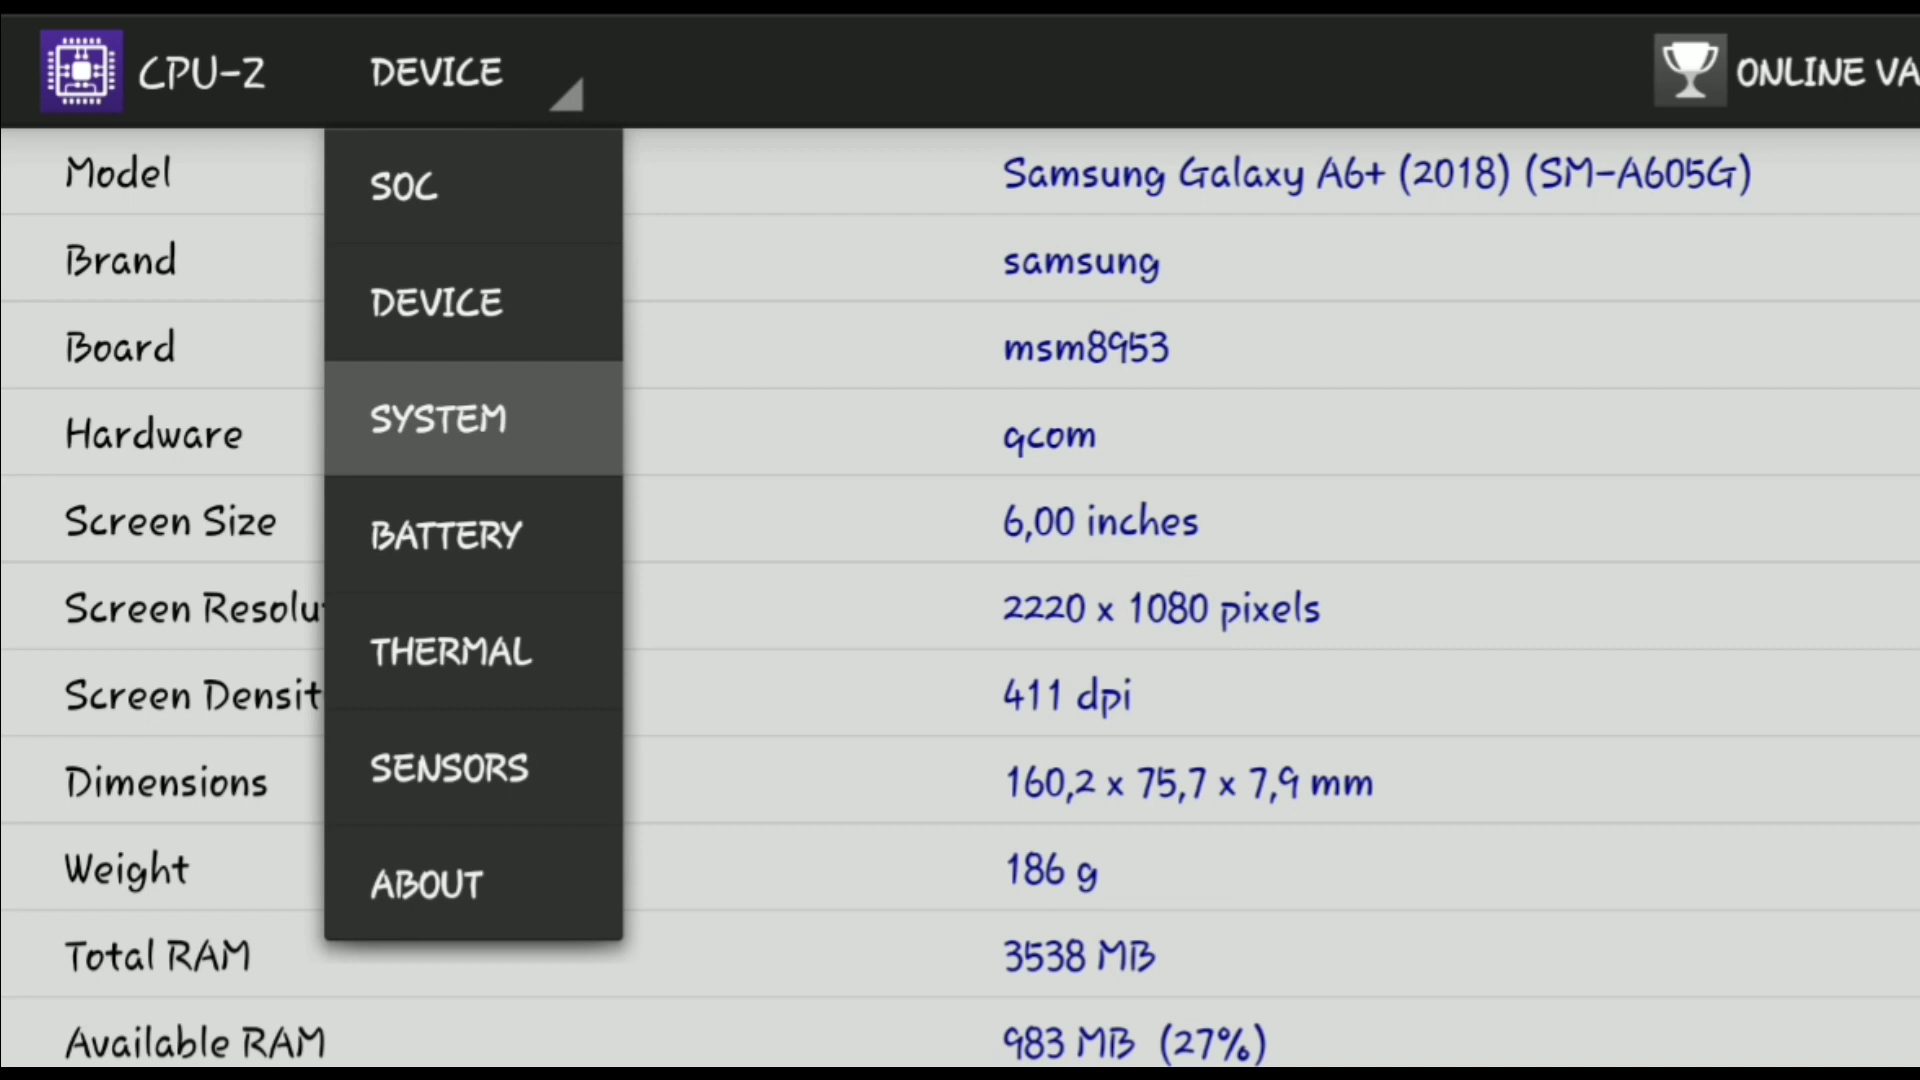 CPU-Z DEVICE ONLINE VA
SOC
DEVICE
SYSTEM
BATTERY
THERMAL
SENSORS
ABOUT
Model Samsung Galaxy A6+ (2018) (SM-A605G)
Brand samsung
Board msm8953
Hardware qcom
Screen Size 6,00 inches
Screen Resolu 2220 x 1080 pixels
Screen Densit 411 dpi
Dimensions 160,2 x 75,7 x 7,9 mm
Weight 186 g
Total RAM 3538 MB
Available RAM 983 MB (27%)